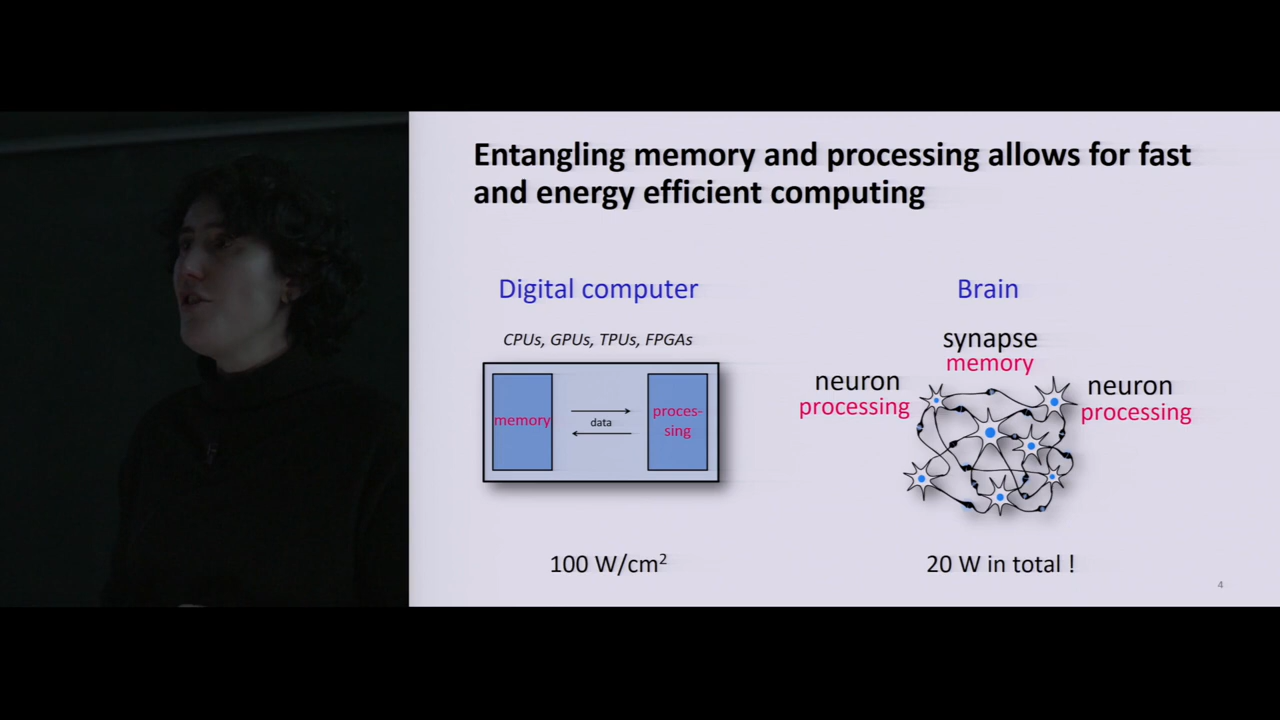 Entangling memory and processing allows for fast
and energy efficient computing
Digital computer
CPUs, GPUs, TPUs, FPGAs
memory
data
proces-
sing
100 W/cm²
Brain
synapse
memory
neuron
processing
neuron
processing
20 W in total !
4